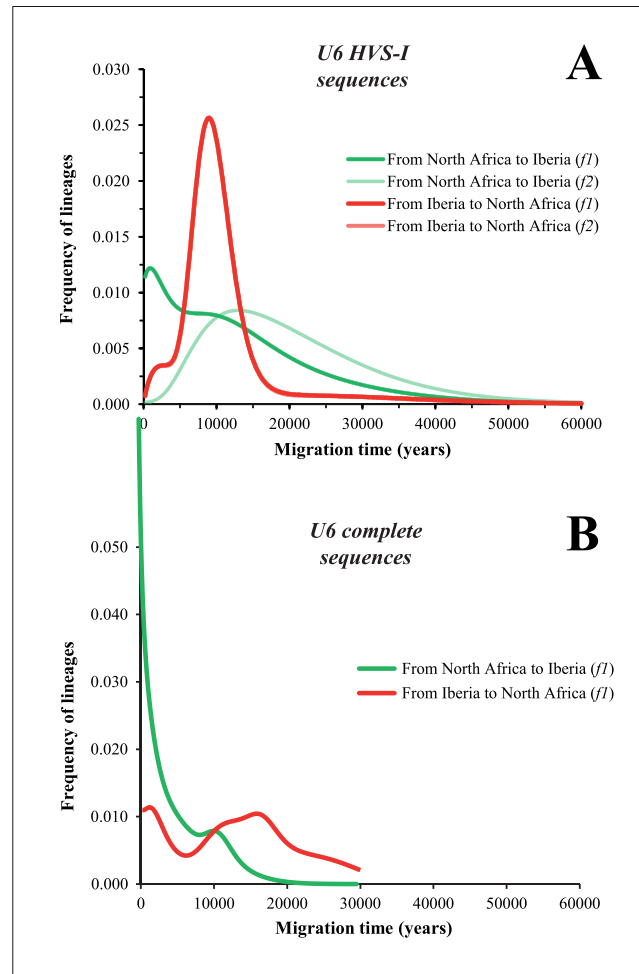 U6 HVS-I
sequences
A
0.030
0.025
0.020
0.015
0.010
0.005
0.000
Frequency of lineages
From North Africa to Iberia (f1)
From North Africa to Iberia (f2)
From Iberia to North Africa (f1)
From Iberia to North Africa (f2)
0 10000 20000 30000 40000 50000 60000
Migration time (years)
U6 complete
sequences
B
0.050
0.040
0.030
0.020
0.010
0.000
Frequency of lineages
From North Africa to Iberia (f1)
From Iberia to North Africa (f1)
0 10000 20000 30000 40000 50000 60000
Migration time (years)